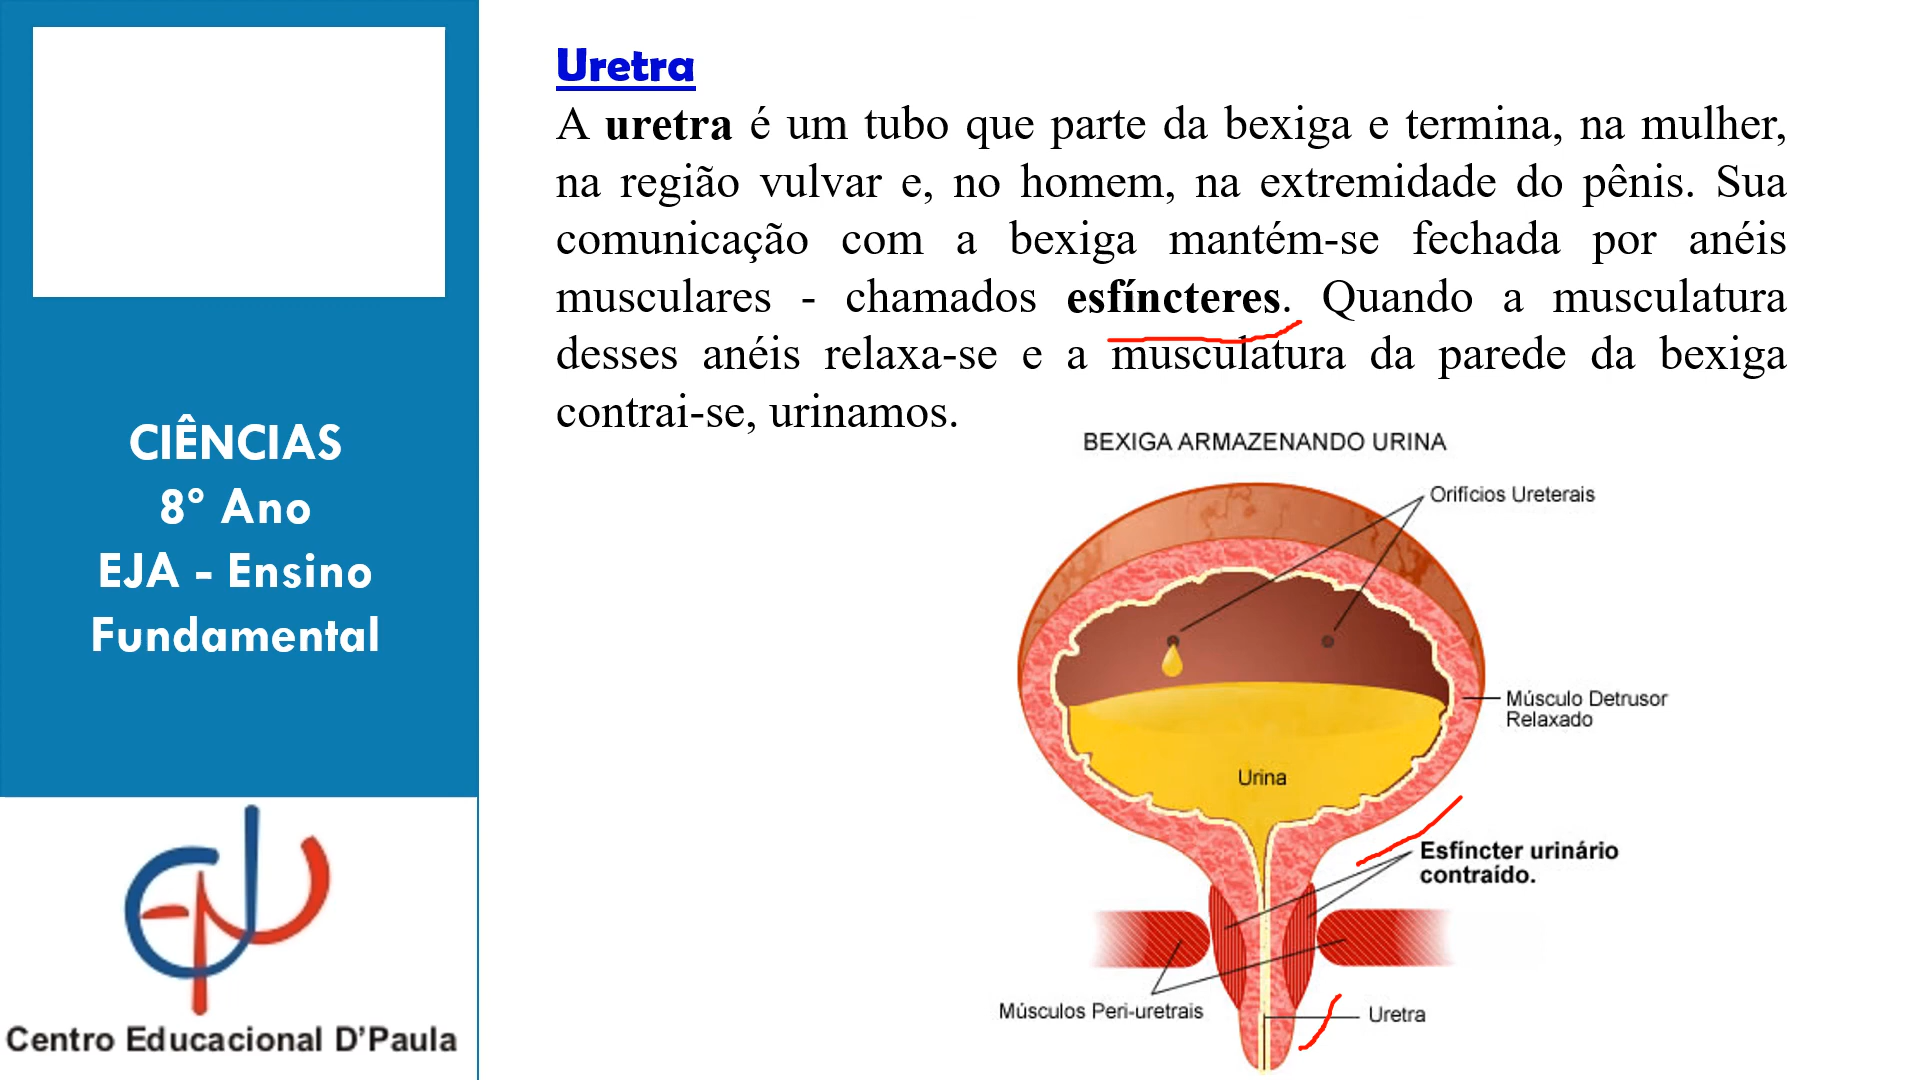 CIÊNCIAS
8° Ano
EJA - Ensino
Fundamental
Centro Educacional D'Paula
Uretra
A uretra é um tubo que parte da bexiga e termina, na mulher,
na região vulvar e, no homem, na extremidade do pênis. Sua
comunicação com a bexiga mantém-se fechada por anéis
musculares - chamados esfíncteres. Quando a musculatura
desses anéis relaxa-se e a musculatura da parede da bexiga
contrai-se, urinamos.
BEXIGA ARMAZENANDO URINA
Orifícios Ureterais
Músculo Detrusor
Relaxado
Urina
Esfíncter urinário
contraído.
Músculos Peri-uretrais
Uretra